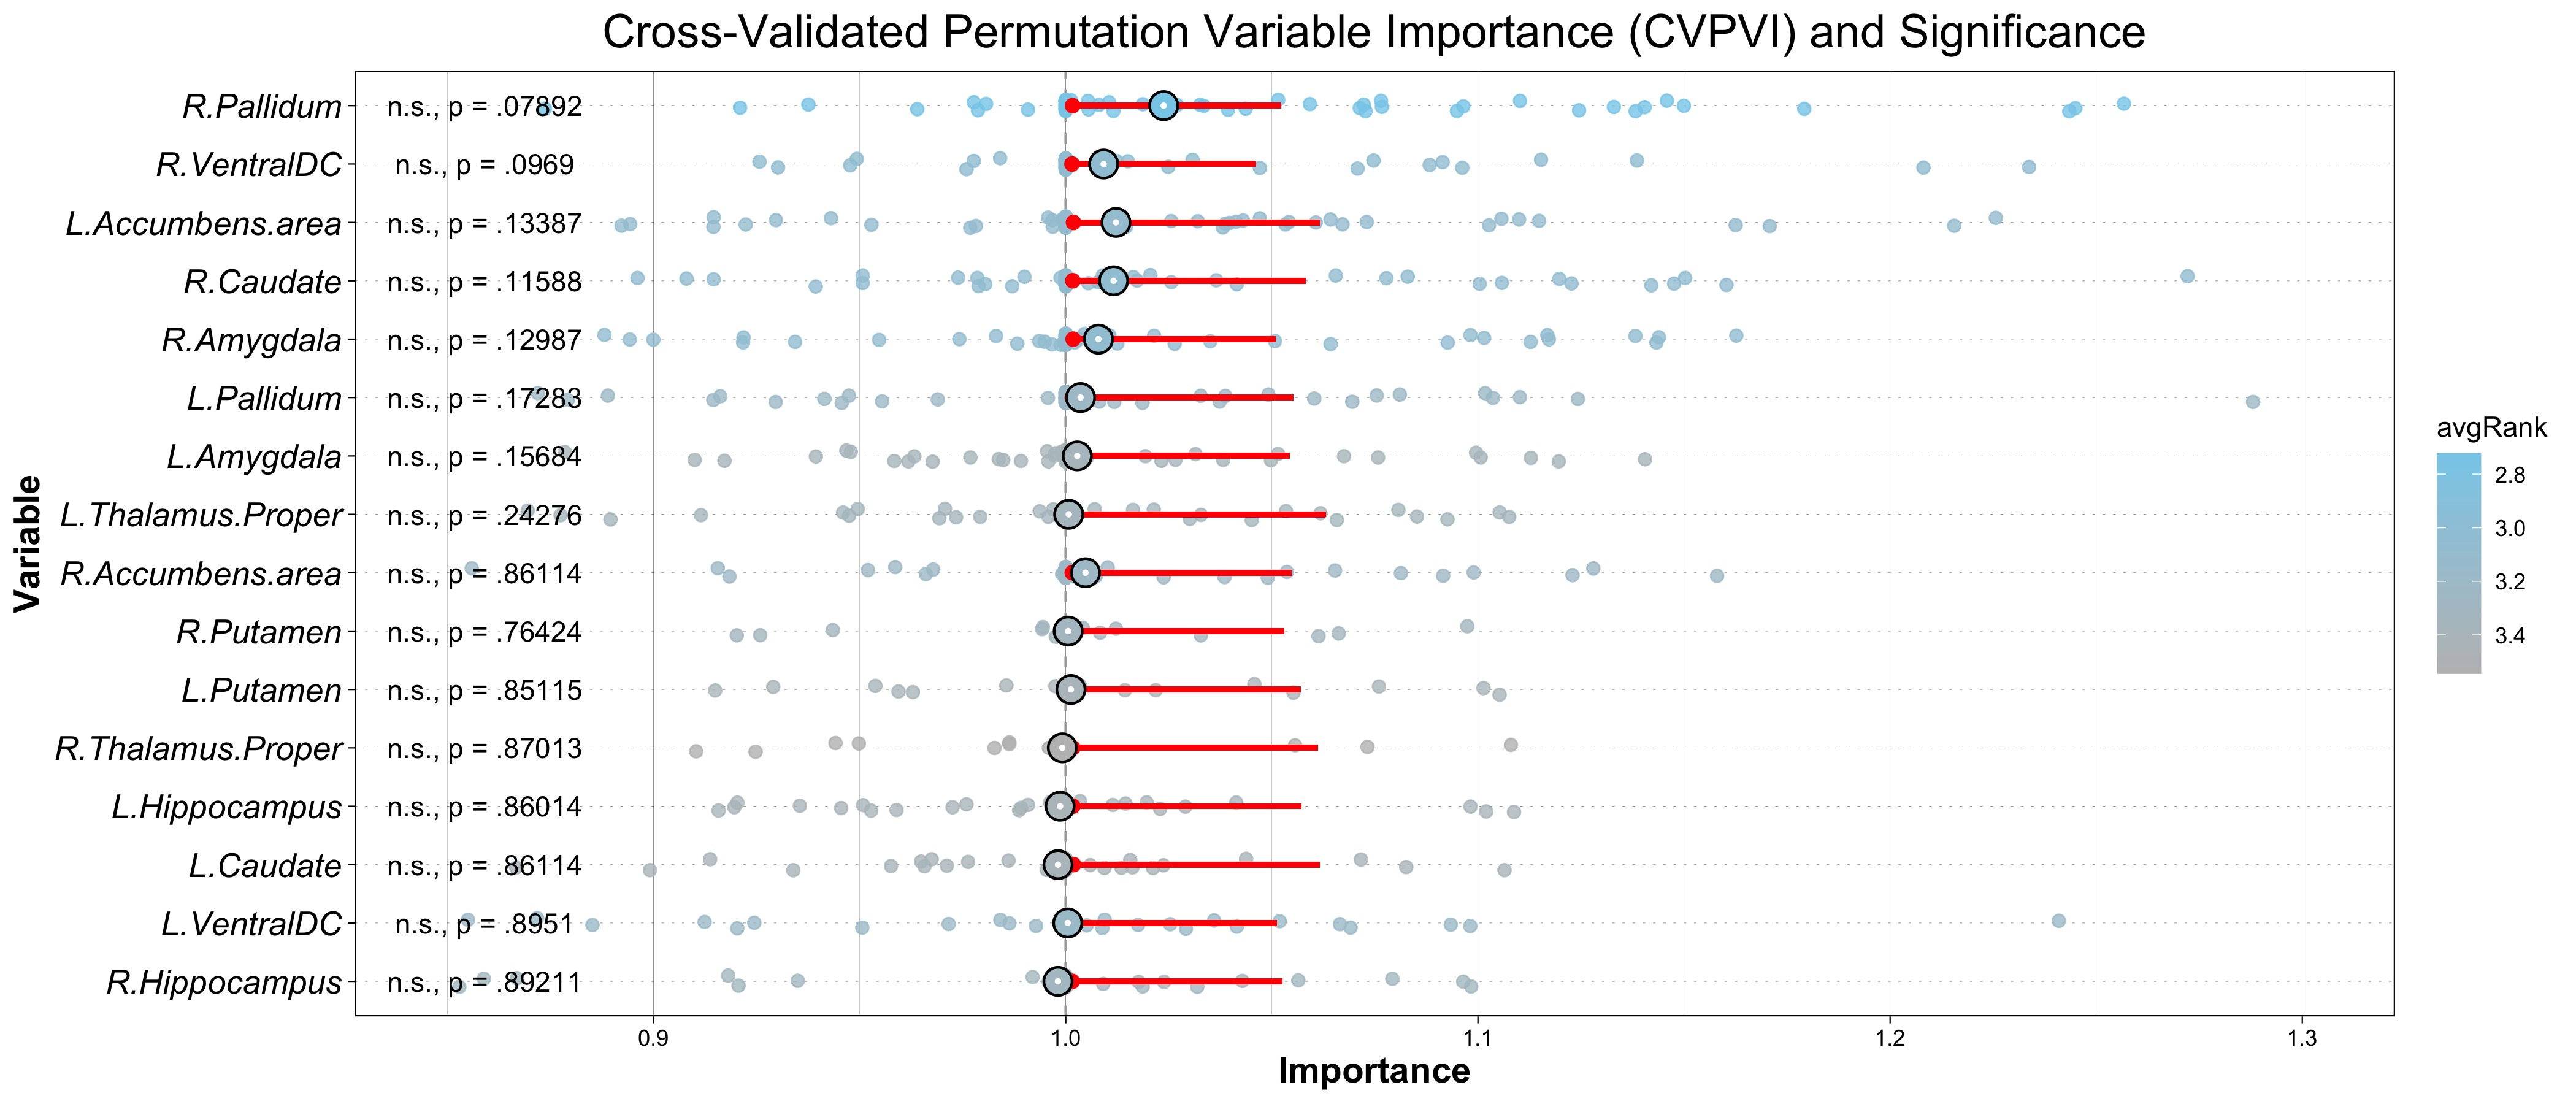 Cross-Validated Permutation Variable Importance (CVPVI) and Significance
Variable
R.Pallidum n.s., p = .07892
R.VentralDC n.s., p = .0969
L.Accumbens.area n.s., p = .13387
R.Caudate n.s., p = .11588
R.Amygdala n.s., p = .12987
L.Pallidum n.s., p = .17283
L.Amygdala n.s., p = .15684
L.Thalamus.Proper n.s., p = .24276
R.Accumbens.area n.s., p = .86114
R.Putamen n.s., p = .76424
L.Putamen n.s., p = .85115
R.Thalamus.Proper n.s., p = .87013
L.Hippocampus n.s., p = .86014
L.Caudate n.s., p = .86114
L.VentralDC n.s., p = .8951
R.Hippocampus n.s., p = .89211
0.9 1.0 1.1 1.2 1.3
Importance
avgRank
2.8
3.0
3.2
3.4